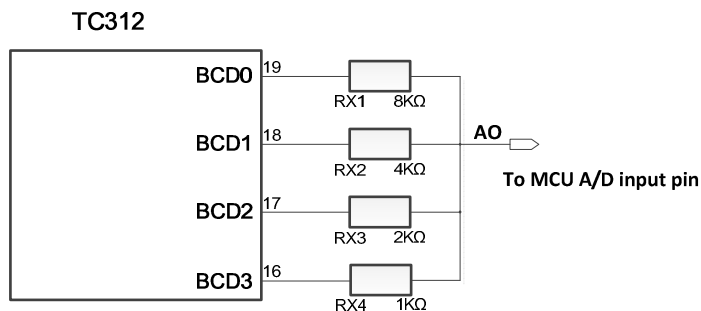 TC312
BCD0 19
RX1 8KΩ
BCD1 18 AO
RX2 4KΩ
To MCU A/D input pin
BCD2 17
RX3 2KΩ
BCD3 16
RX4 1KΩ